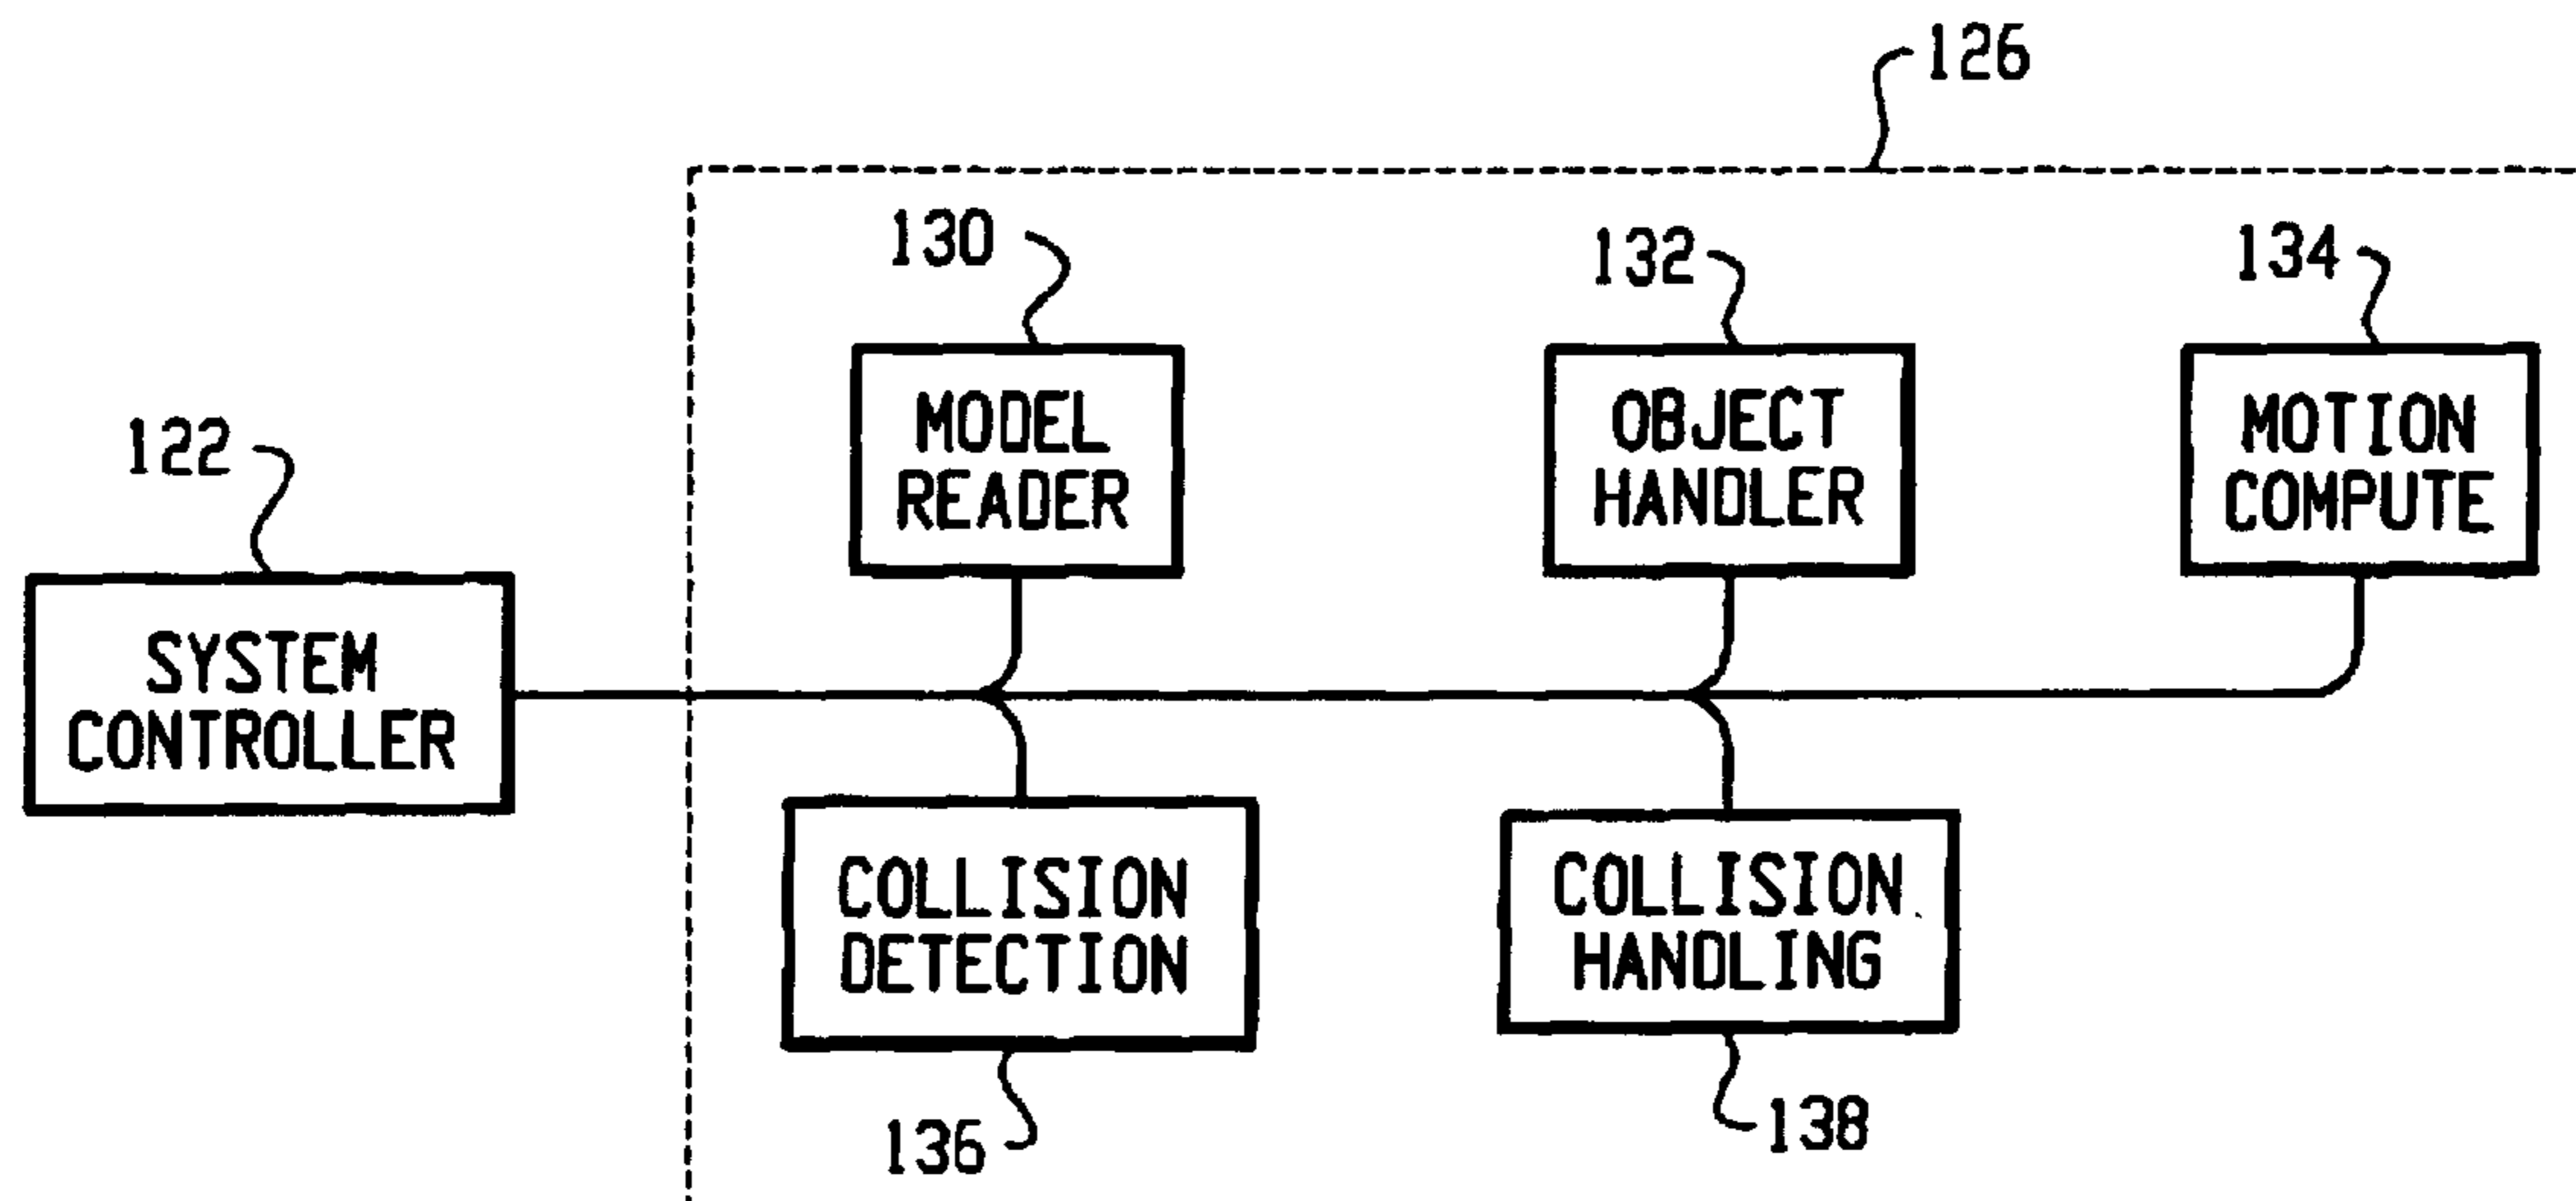 126
130
132
134
122
MODEL
READER
OBJECT
HANDLER
MOTION
COMPUTE
SYSTEM
CONTROLLER
COLLISION
DETECTION
COLLISION
HANDLING
136
138